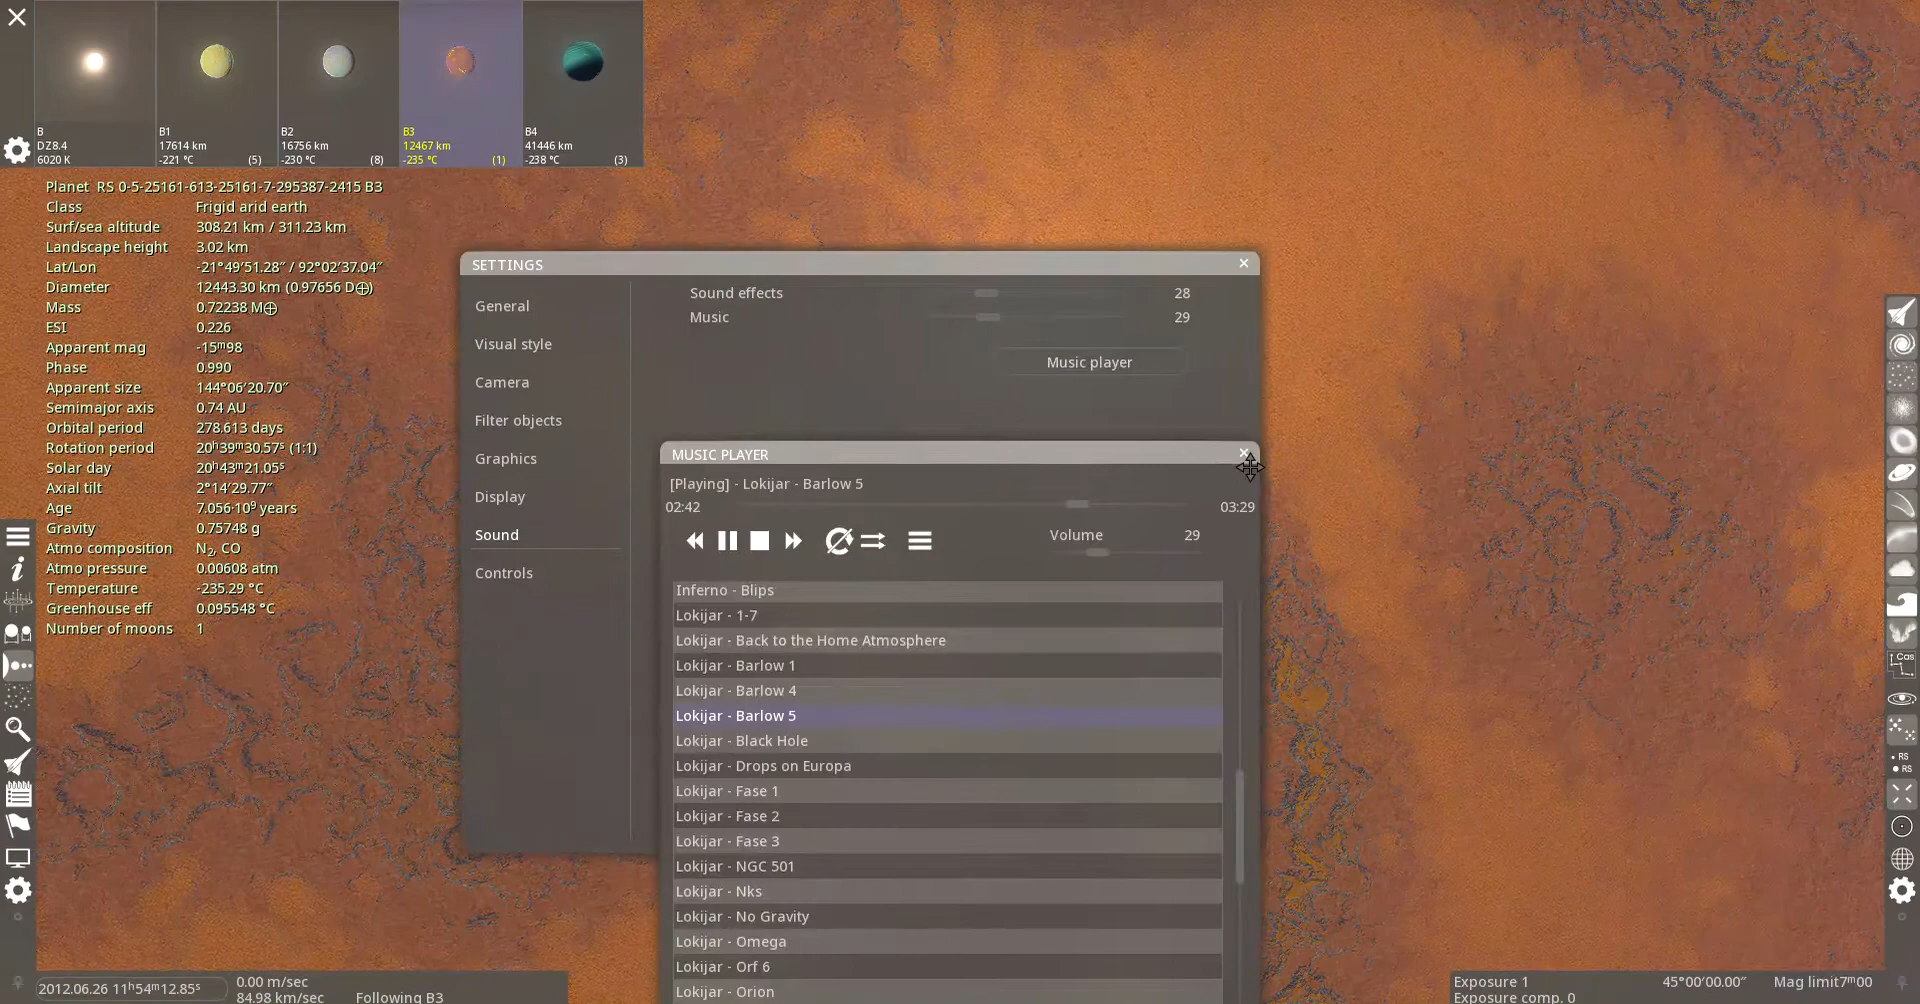 B
DZ8.4
6020 K
B1
17614 km
-221 °C (5)
B2
16756 km
-230 °C (8)
B3
12467 km
-235 °C (1)
B4
41446 km
-238 °C (3)
Planet RS 0-5-25161-613-25161-7-295387-2415 B3
Class Frigid arid earth
Surf/sea altitude 308.21 km / 311.23 km
Landscape height 3.02 km
Lat/Lon -21°49′51.28″ / 92°02′37.04″
Diameter 12443.30 km (0.97656 D⊕)
Mass 0.72238 M⊕
ESI 0.226
Apparent mag -15ᵐ98
Phase 0.990
Apparent size 144°06′20.70″
Semimajor axis 0.74 AU
Orbital period 278.613 days
Rotation period 20ʰ39ᵐ30.57ˢ (1:1)
Solar day 20ʰ43ᵐ21.05ˢ
Axial tilt 2°14′29.77″
Age 7.056·10⁹ years
Gravity 0.75748 g
Atmo composition N₂, CO
Atmo pressure 0.00608 atm
Temperature -235.29 °C
Greenhouse eff 0.095548 °C
Number of moons 1
SETTINGS
General
Visual style
Camera
Filter objects
Graphics
Display
Sound
Controls
Sound effects 28
Music 29
Music player
MUSIC PLAYER
[Playing] - Lokijar - Barlow 5
02:42 03:29
Volume 29
Inferno - Blips
Lokijar - 1-7
Lokijar - Back to the Home Atmosphere
Lokijar - Barlow 1
Lokijar - Barlow 4
Lokijar - Barlow 5
Lokijar - Black Hole
Lokijar - Drops on Europa
Lokijar - Fase 1
Lokijar - Fase 2
Lokijar - Fase 3
Lokijar - NGC 501
Lokijar - Nks
Lokijar - No Gravity
Lokijar - Omega
Lokijar - Orf 6
Lokijar - Orion
Cas
RS
RS
2012.06.26 11ʰ54ᵐ12.85ˢ
0.00 m/sec
84.98 km/sec Following B3
Exposure 1 45°00′00.00″ Mag limit7ᵐ00
Exposure comp. 0